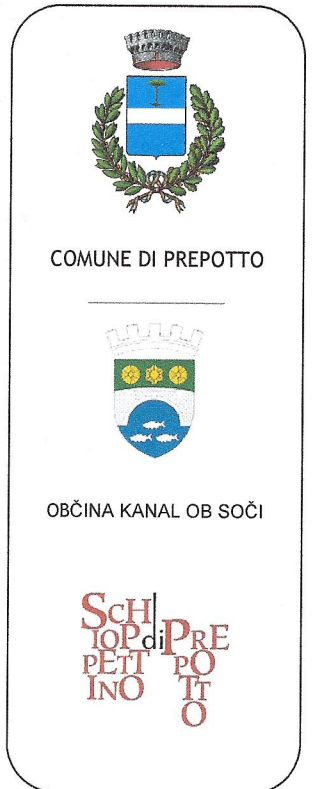 COMUNE DI PREPOTTO
OBČINA KANAL OB SOČI
SCHIOPPETTINO di PREPOTTO